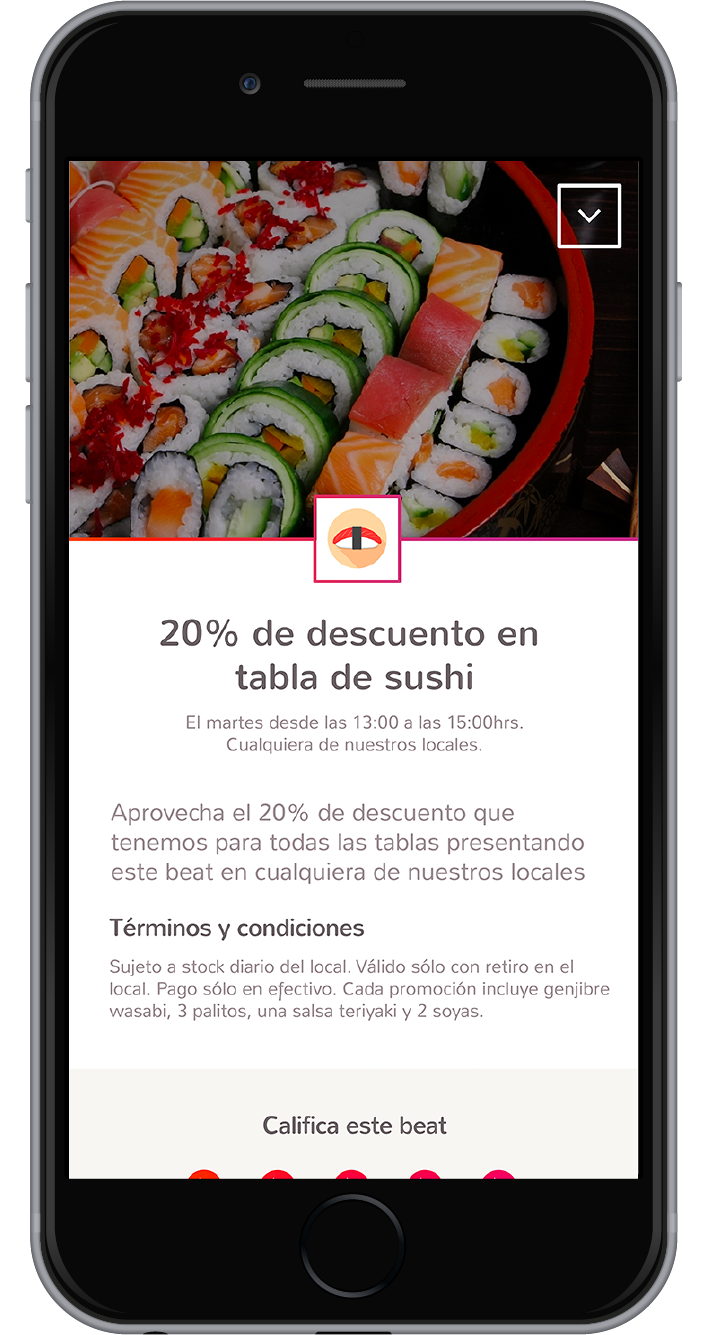 20% de descuento en
tabla de sushi
El martes desde las 13:00 a las 15:00hrs.
Cualquiera de nuestros locales.
Aprovecha el 20% de descuento que
tenemos para todas las tablas presentando
este beat en cualquiera de nuestros locales
Términos y condiciones
Sujeto a stock diario del local. Válido sólo con retiro en el
local. Pago sólo en efectivo. Cada promoción incluye genjibre
wasabi, 3 palitos, una salsa teriyaki y 2 soyas.
Califica este beat